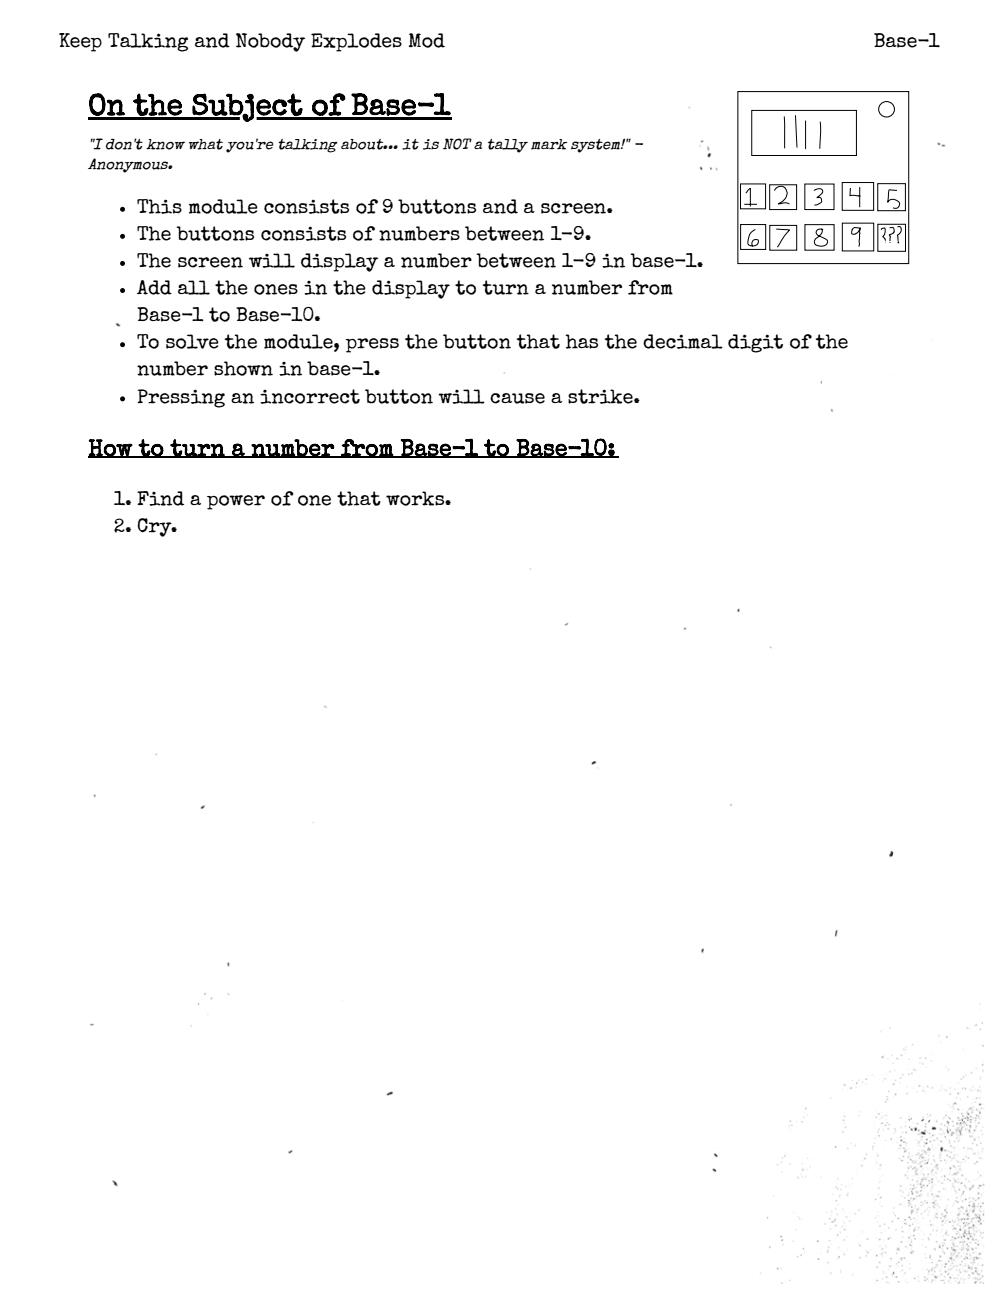 Keep Talking and Nobody Explodes Mod
Base-1
On the Subject of Base-1
"I don't know what you're talking about... it is NOT a tally mark system!" -
Anonymous.
• This module consists of 9 buttons and a screen.
• The buttons consists of numbers between 1-9.
• The screen will display a number between 1-9 in base-1.
• Add all the ones in the display to turn a number from
Base-1 to Base-10.
• To solve the module, press the button that has the decimal digit of the
number shown in base-1.
• Pressing an incorrect button will cause a strike.
||||
1 2 3 4 5
6 7 8 9 ???
How to turn a number from Base-1 to Base-10:
1. Find a power of one that works.
2. Cry.